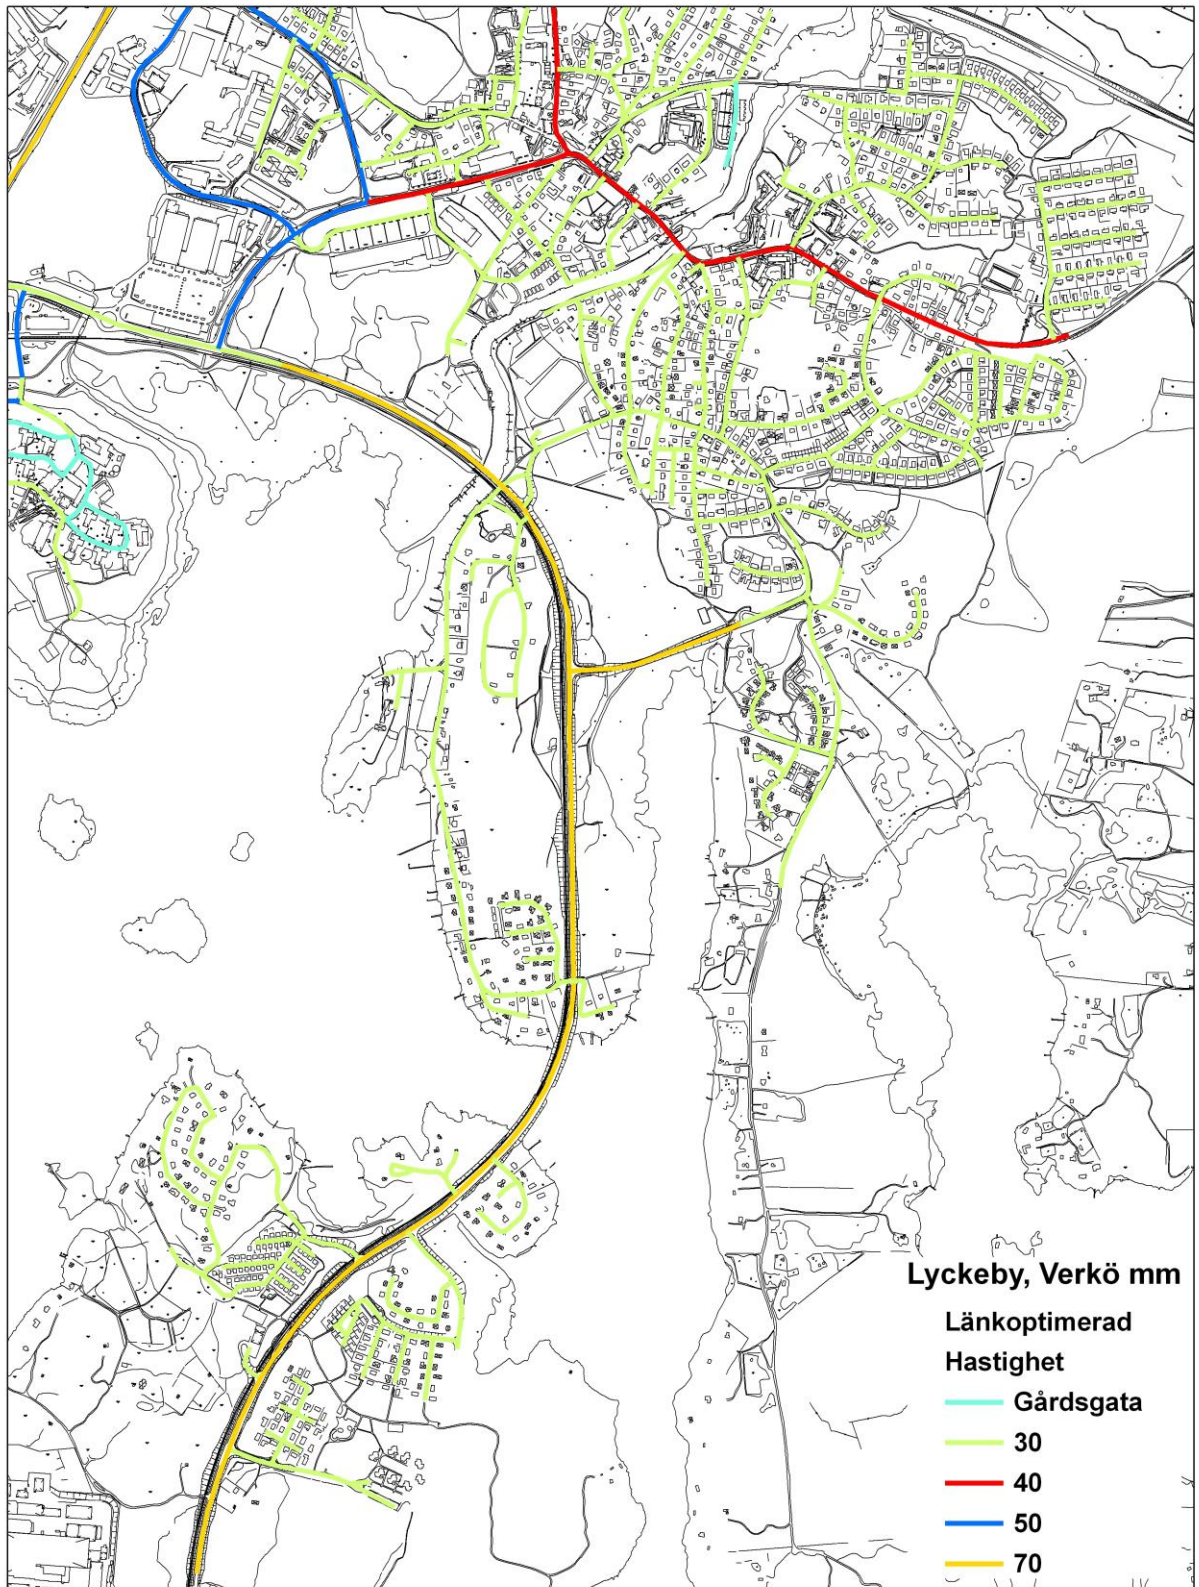 Lyckeby, Verkö mm
Länkoptimerad
Hastighet
Gårdsgata
30
40
50
70